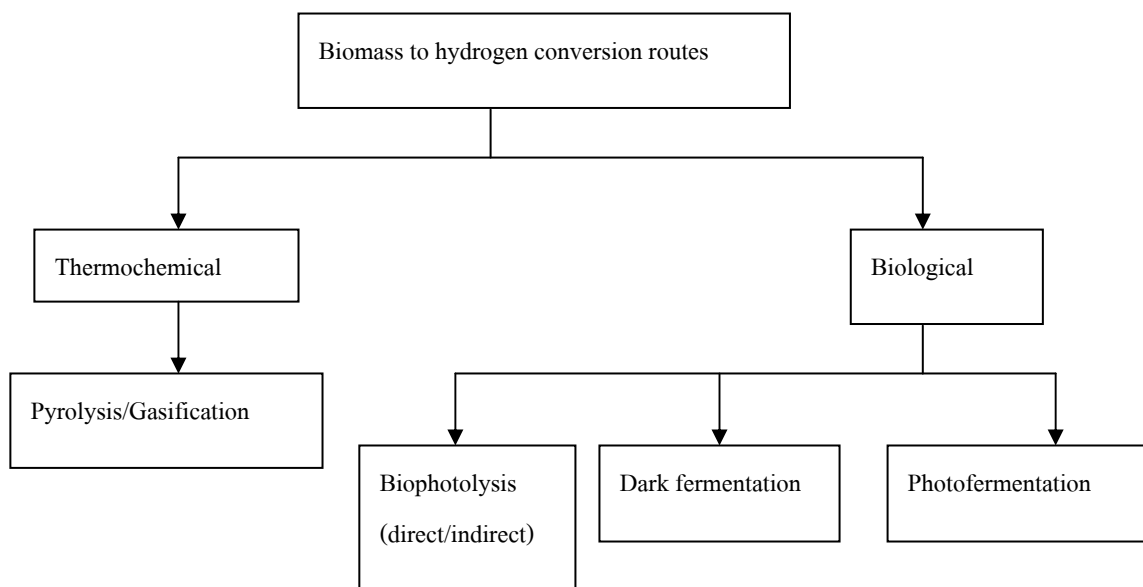 Biomass to hydrogen conversion routes
Thermochemical
Biological
Pyrolysis/Gasification
Biophotolysis
(direct/indirect)
Dark fermentation
Photofermentation